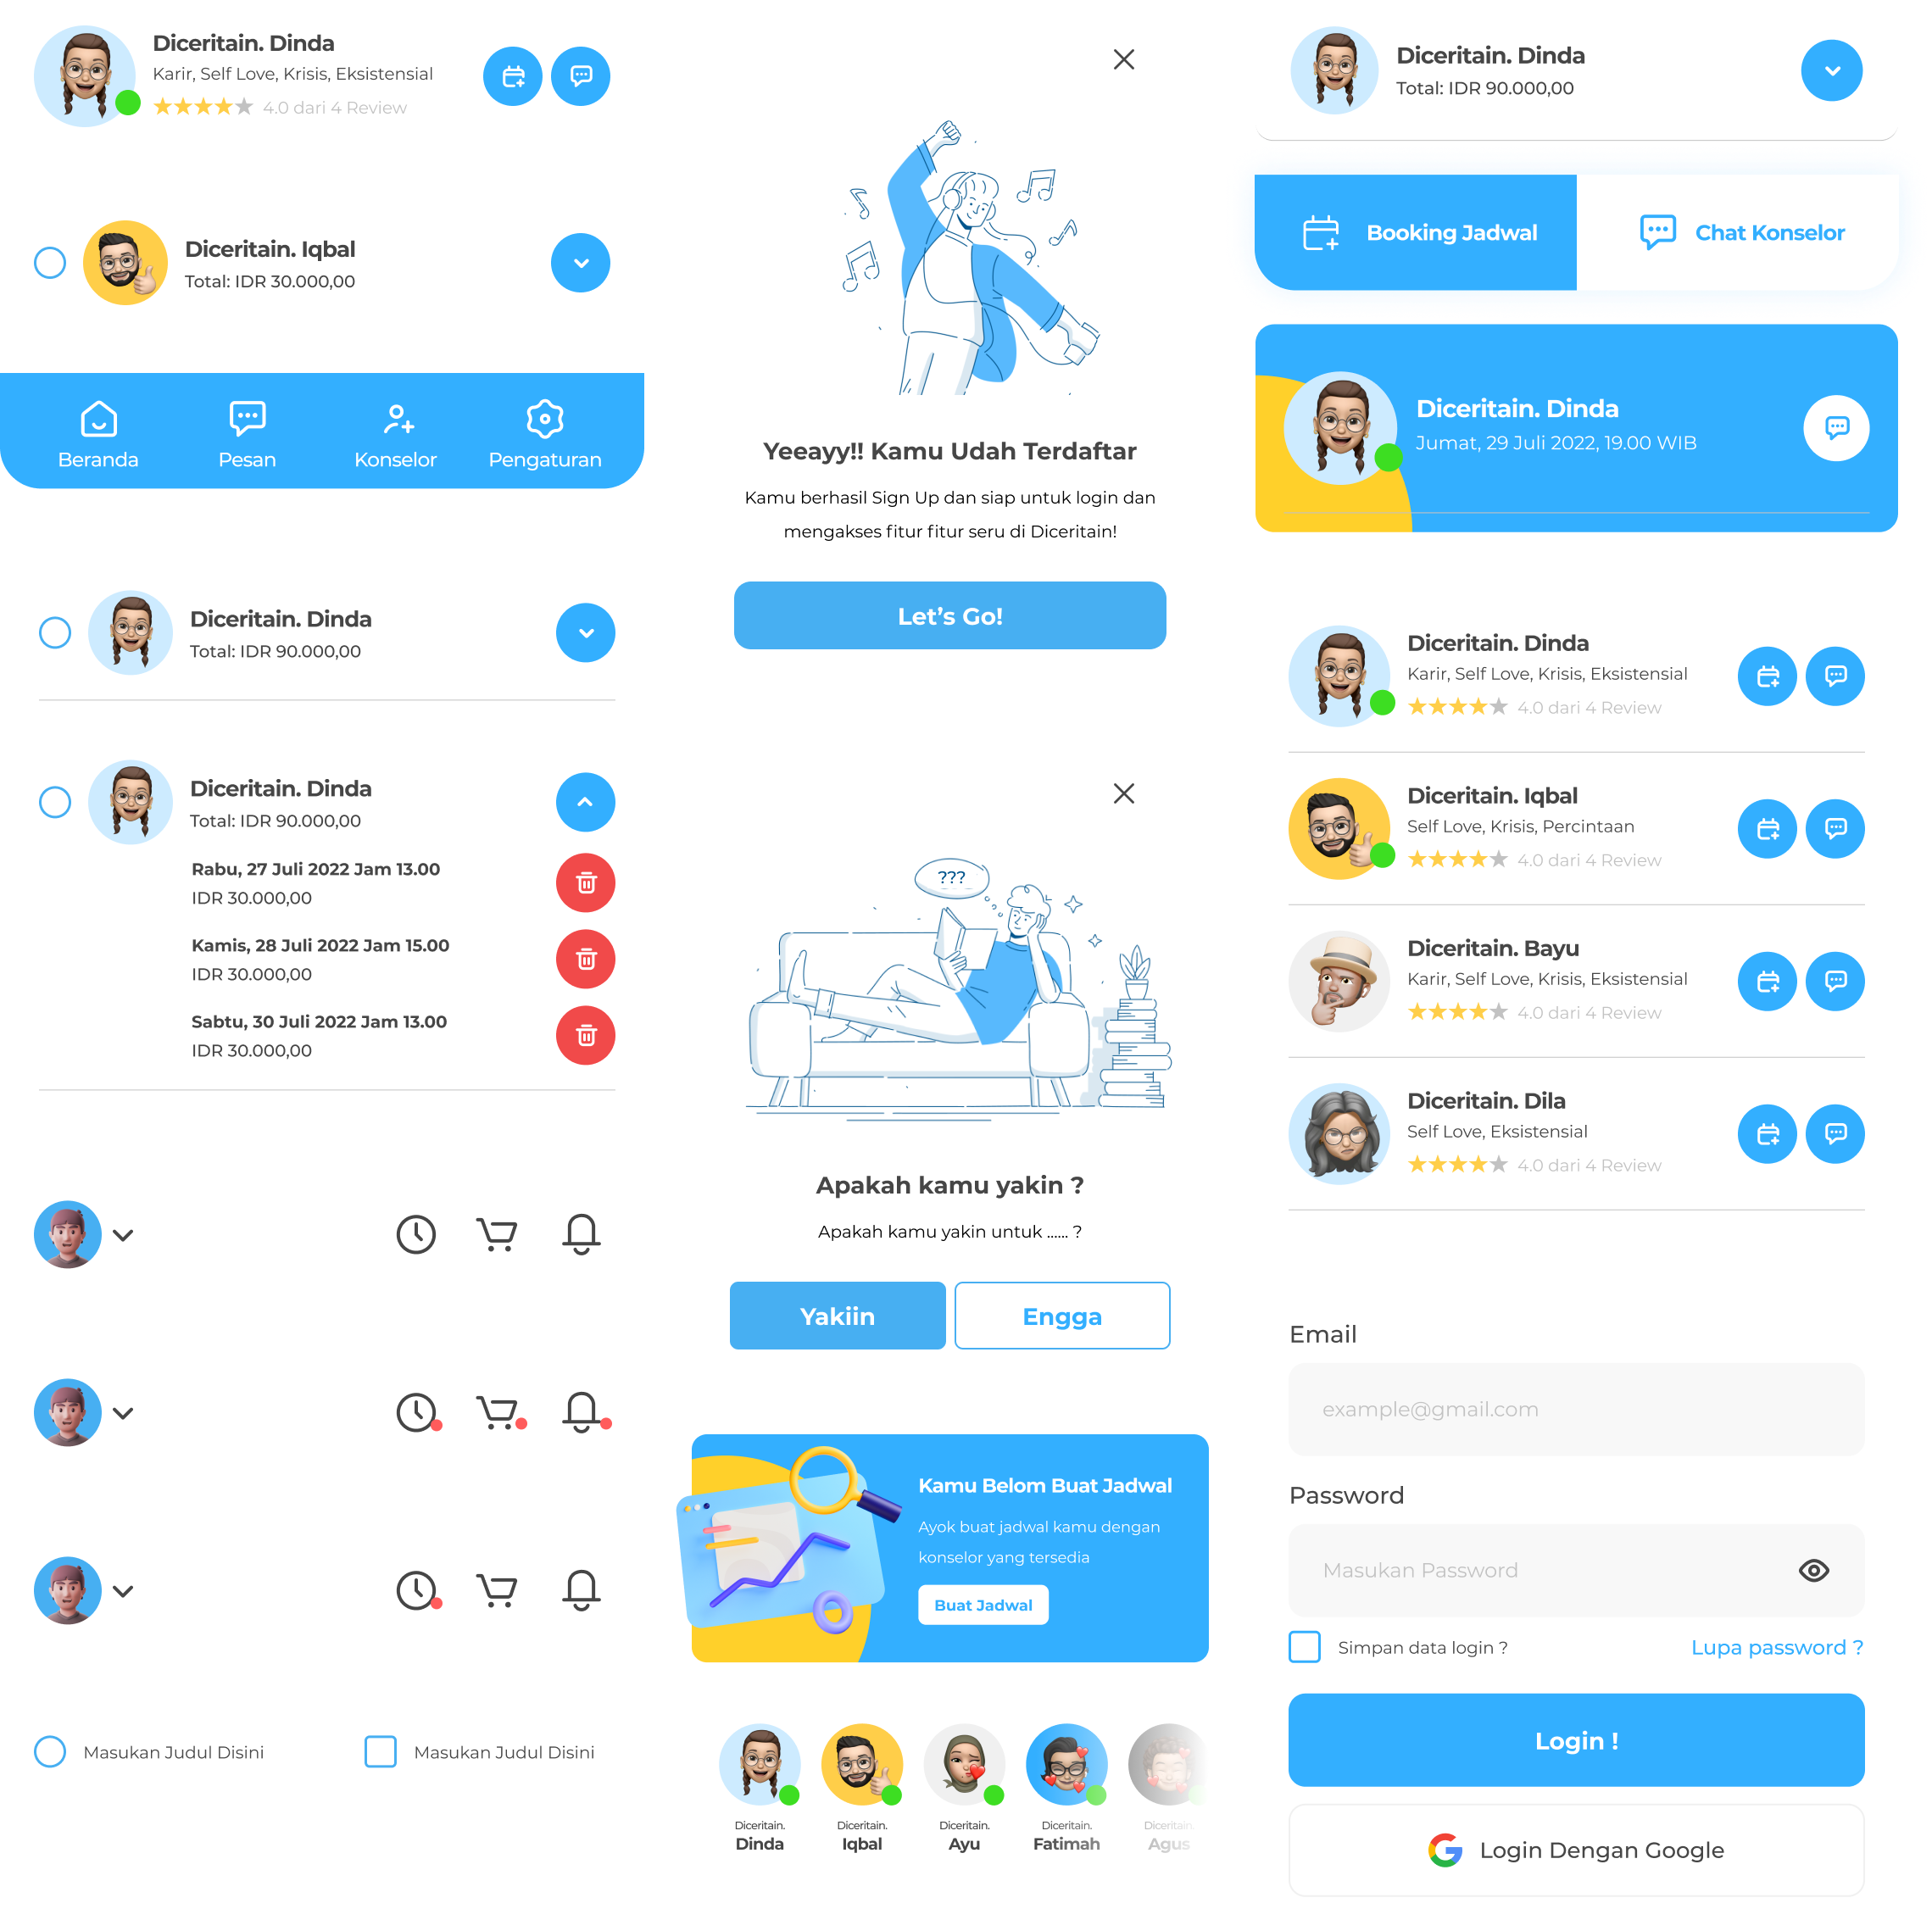 Diceritain. Dinda
Karir, Self Love, Krisis, Eksistensial
4.0 dari 4 Review
Diceritain. Iqbal
Total: IDR 30.000,00
Beranda
Pesan
Konselor
Pengaturan
Diceritain. Dinda
Total: IDR 90.000,00
Diceritain. Dinda
Total: IDR 90.000,00
Rabu, 27 Juli 2022 Jam 13.00
IDR 30.000,00
Kamis, 28 Juli 2022 Jam 15.00
IDR 30.000,00
Sabtu, 30 Juli 2022 Jam 13.00
IDR 30.000,00
Masukan Judul Disini
Masukan Judul Disini
Yeeayy!! Kamu Udah Terdaftar
Kamu berhasil Sign Up dan siap untuk login dan
mengakses fitur fitur seru di Diceritain!
Let’s Go!
???
Apakah kamu yakin ?
Apakah kamu yakin untuk ...... ?
Yakiin
Engga
Kamu Belom Buat Jadwal
Ayok buat jadwal kamu dengan
konselor yang tersedia
Buat Jadwal
Diceritain.
Dinda
Diceritain.
Iqbal
Diceritain.
Ayu
Diceritain.
Fatimah
Diceritain.
Agus
Diceritain. Dinda
Total: IDR 90.000,00
Booking Jadwal
Chat Konselor
Diceritain. Dinda
Jumat, 29 Juli 2022, 19.00 WIB
Diceritain. Dinda
Karir, Self Love, Krisis, Eksistensial
4.0 dari 4 Review
Diceritain. Iqbal
Self Love, Krisis, Percintaan
4.0 dari 4 Review
Diceritain. Bayu
Karir, Self Love, Krisis, Eksistensial
4.0 dari 4 Review
Diceritain. Dila
Self Love, Eksistensial
4.0 dari 4 Review
Email
example@gmail.com
Password
Masukan Password
Simpan data login ?
Lupa password ?
Login !
Login Dengan Google